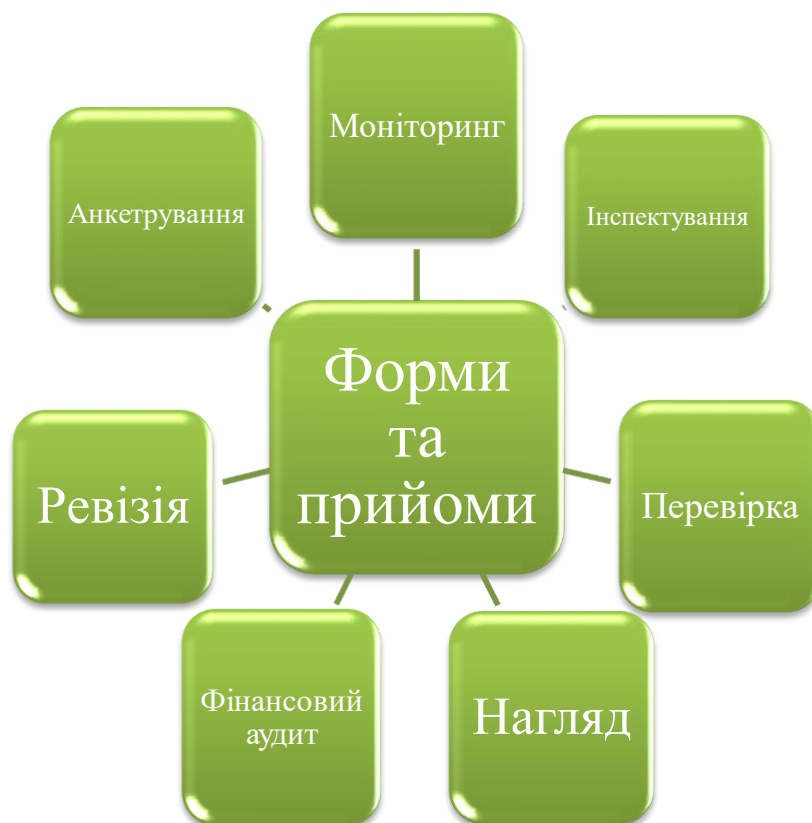 Моніторинг
Анкетрування
Інспектування
Форми
та
прийоми
Ревізія
Перевірка
Фінансовий
аудит
Нагляд